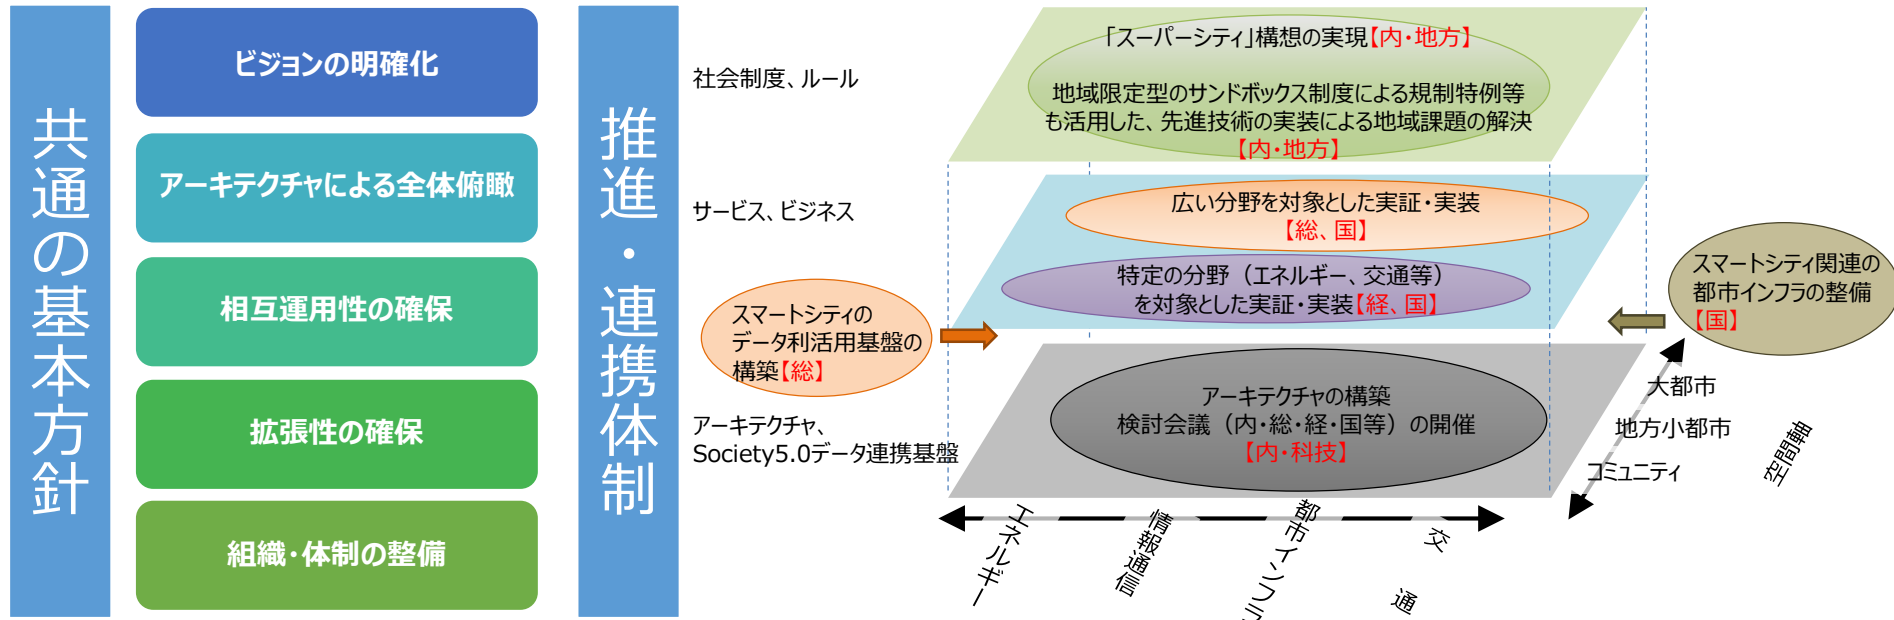 共通の基本方針
ビジョンの明確化
アーキテクチャによる全体俯瞰
相互運用性の確保
拡張性の確保
組織・体制の整備
推進・連携体制
社会制度、ルール
「スーパーシティ」構想の実現【内・地方】
地域限定型のサンドボックス制度による規制特例等
も活用した、先進技術の実装による地域課題の解決
【内・地方】
サービス、ビジネス
広い分野を対象とした実証・実装
【総、国】
特定の分野（エネルギー、交通等）
を対象とした実証・実装【経、国】
スマートシティの
データ利活用基盤の
構築【総】
スマートシティ関連の
都市インフラの整備
【国】
アーキテクチャ、
Society5.0データ連携基盤
アーキテクチャの構築
検討会議（内・総・経・国等）の開催
【内・科技】
大都市
地方小都市
コミュニティ
空間軸
エネルギー
情報通信
都市インフラ
交通